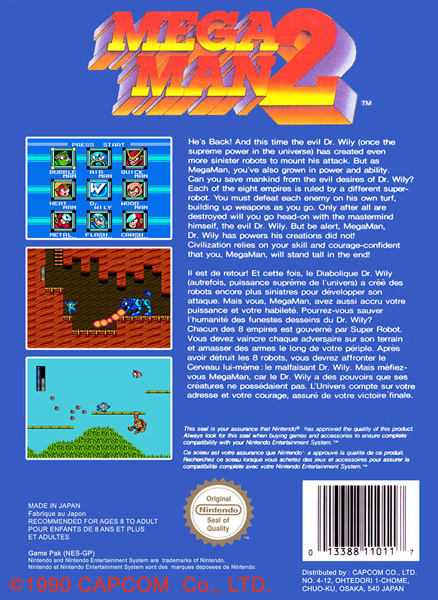 MEGA
MAN 2
TM
PRESS START
BUBBLE MAN AIR MAN QUICK MAN
HEAT MAN DR. WILY WOOD MAN
METAL FLASH CRASH
He's Back! And this time the evil Dr. Wily (once the
supreme power in the universe) has created even
more sinister robots to mount his attack. But as
MegaMan, you've also grown in power and ability.
Can you save mankind from the evil desires of Dr. Wily?
Each of the eight empires is ruled by a different super-
robot. You must defeat each enemy on his own turf,
building up weapons as you go. Only after all are
destroyed will you go head-on with the mastermind
himself, the evil Dr. Wily. But be alert, MegaMan,
Dr. Wily has powers his creations did not!
Civilization relies on your skill and courage-confident
that you, MegaMan, will stand tall in the end!
Il est de retour! Et cette fois, le Diabolique Dr. Wily
(autrefois, puissance suprême de l'univers) a créé des
robots encore plus sinistres pour développer son
attaque. Mais vous, MegaMan, avez aussi accru votre
puissance et votre habileté. Pourrez-vous sauver
l'humanité des funestes desseins du Dr. Wily?
Chacun des 8 empires est gouverné par Super Robot.
Vous devez vaincre chaque adversaire sur son terrain
et amasser des armes le long de votre périple. Après
avoir détruit les 8 robots, vous devrez affronter le
Cerveau lui-même: le malfaisant Dr. Wily. Mais méfiez-
vous MegaMan, car le Dr. Wily a des pouvoirs que ses
créatures ne possédaient pas. L'Univers compte sur votre
adresse et votre courage, assuré de votre victoire finale.
This seal is your assurance that Nintendo® has approved the quality of this product.
Always look for this seal when buying games and accessories to ensure complete
compatibility with your Nintendo Entertainment System.™
Ce sceau est votre assurance que Nintendo a approuvé la qualité de ce produit.
Recherchez ce sceau lorsque vous achetez des jeux et accessoires pour assurer la
compatibilité complète avec votre Nintendo Entertainment System.™
MADE IN JAPAN
Fabriqué au Japon
RECOMMENDED FOR AGES 8 TO ADULT
POUR ENFANTS DE 8 ANS ET PLUS
ET ADULTES
Original
Nintendo
Seal of
Quality
0 13388 11011 7
Game Pak (NES-GP)
Nintendo and Nintendo Entertainment System are trademarks of Nintendo.
Nintendo et Nintendo Entertainment System sont des marques déposées de Nintendo.
Distributed by : CAPCOM CO., LTD.
NO. 4-12, OHTEDORI 1-CHOME,
CHUO-KU, OSAKA, 540 JAPAN
©1990 CAPCOM Co., LTD.